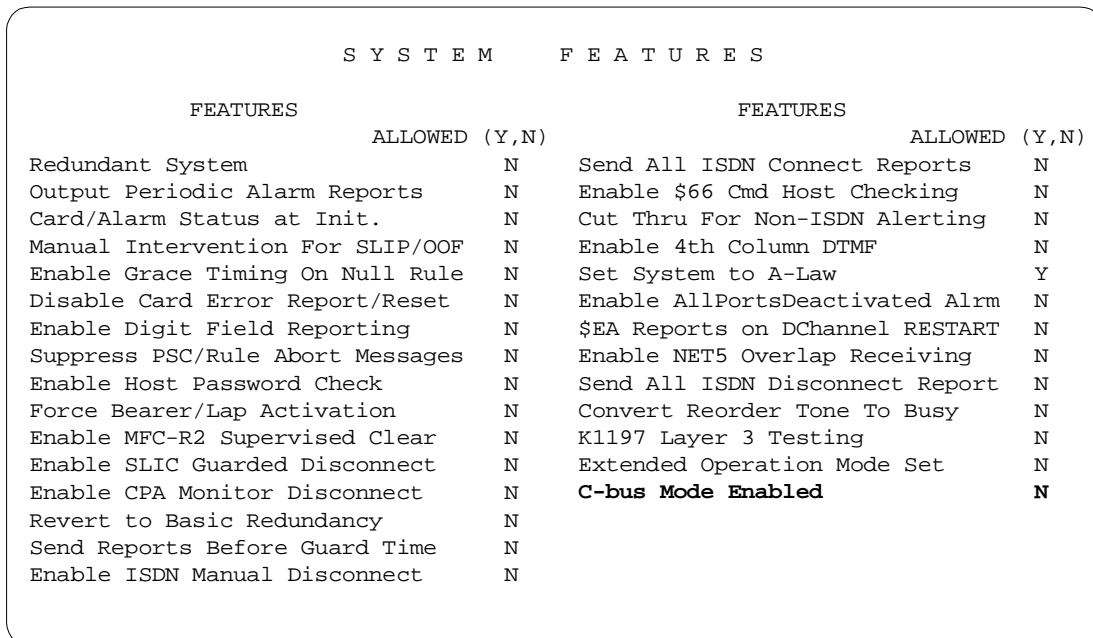 S Y S T E M F E A T U R E S
FEATURES FEATURES
ALLOWED (Y,N) ALLOWED (Y,N)
Redundant System N Send All ISDN Connect Reports N
Output Periodic Alarm Reports N Enable $66 Cmd Host Checking N
Card/Alarm Status at Init. N Cut Thru For Non-ISDN Alerting N
Manual Intervention For SLIP/OOF N Enable 4th Column DTMF N
Enable Grace Timing On Null Rule N Set System to A-Law Y
Disable Card Error Report/Reset N Enable AllPortsDeactivated Alrm N
Enable Digit Field Reporting N $EA Reports on DChannel RESTART N
Suppress PSC/Rule Abort Messages N Enable NET5 Overlap Receiving N
Enable Host Password Check N Send All ISDN Disconnect Report N
Force Bearer/Lap Activation N Convert Reorder Tone To Busy N
Enable MFC-R2 Supervised Clear N K1197 Layer 3 Testing N
Enable SLIC Guarded Disconnect N Extended Operation Mode Set N
Enable CPA Monitor Disconnect N C-bus Mode Enabled N
Revert to Basic Redundancy N
Send Reports Before Guard Time N
Enable ISDN Manual Disconnect N